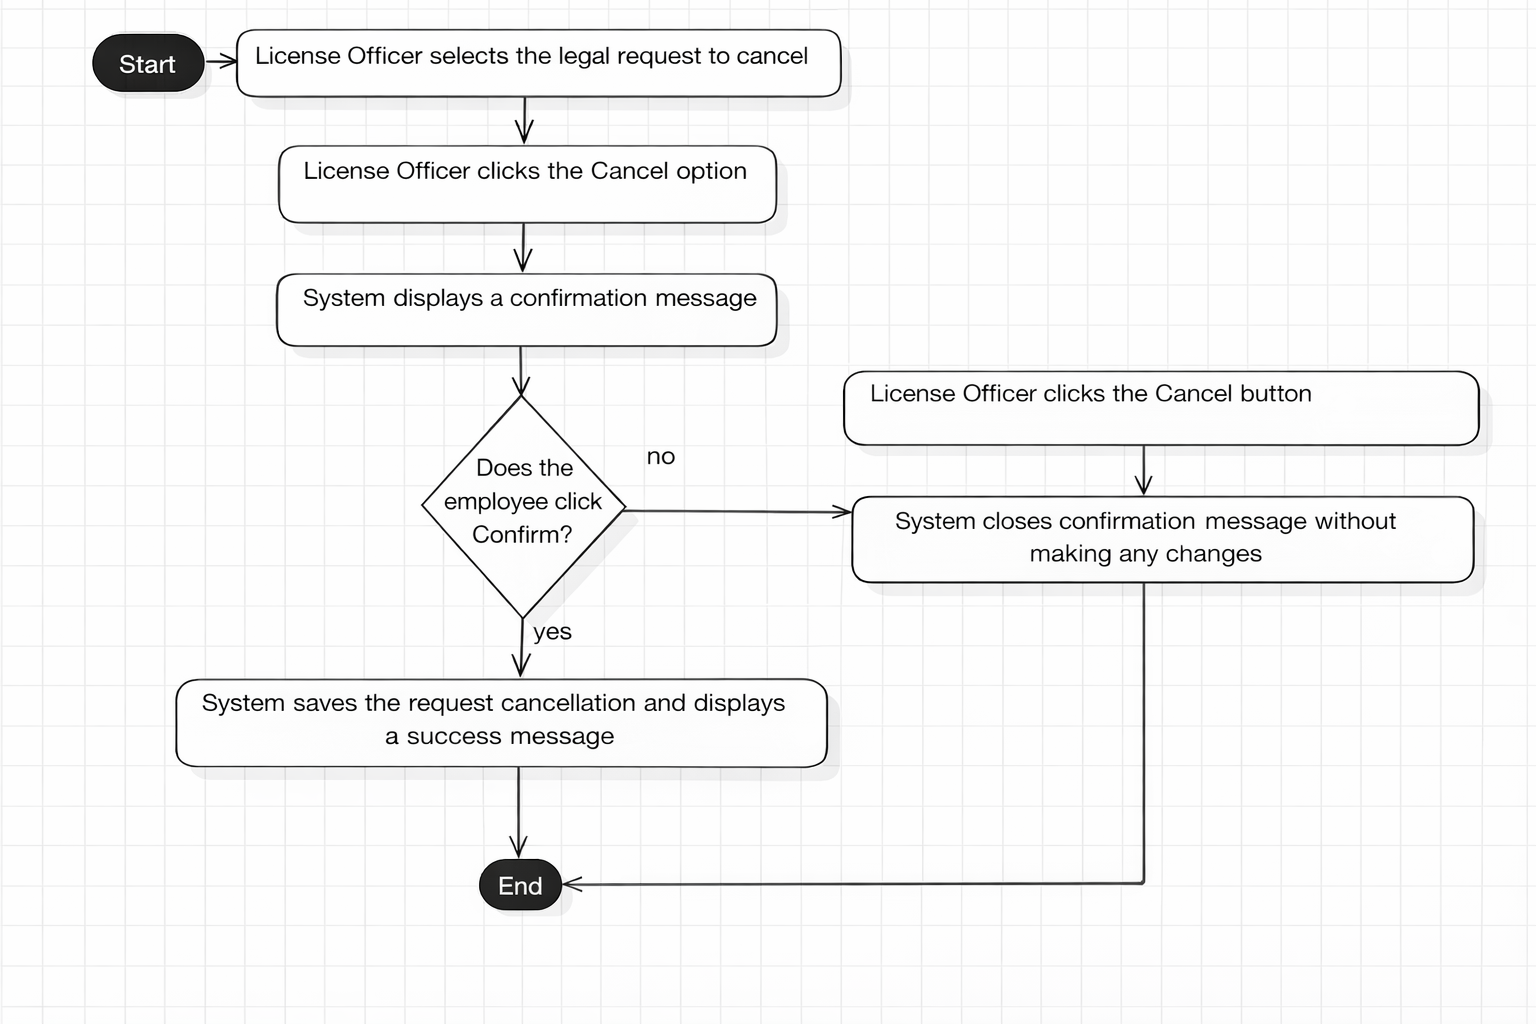 Start
License Officer selects the legal request to cancel
License Officer clicks the Cancel option
System displays a confirmation message
License Officer clicks the Cancel button
Does the
employee click
Confirm?
no
System closes confirmation message without
making any changes
yes
System saves the request cancellation and displays
a success message
End